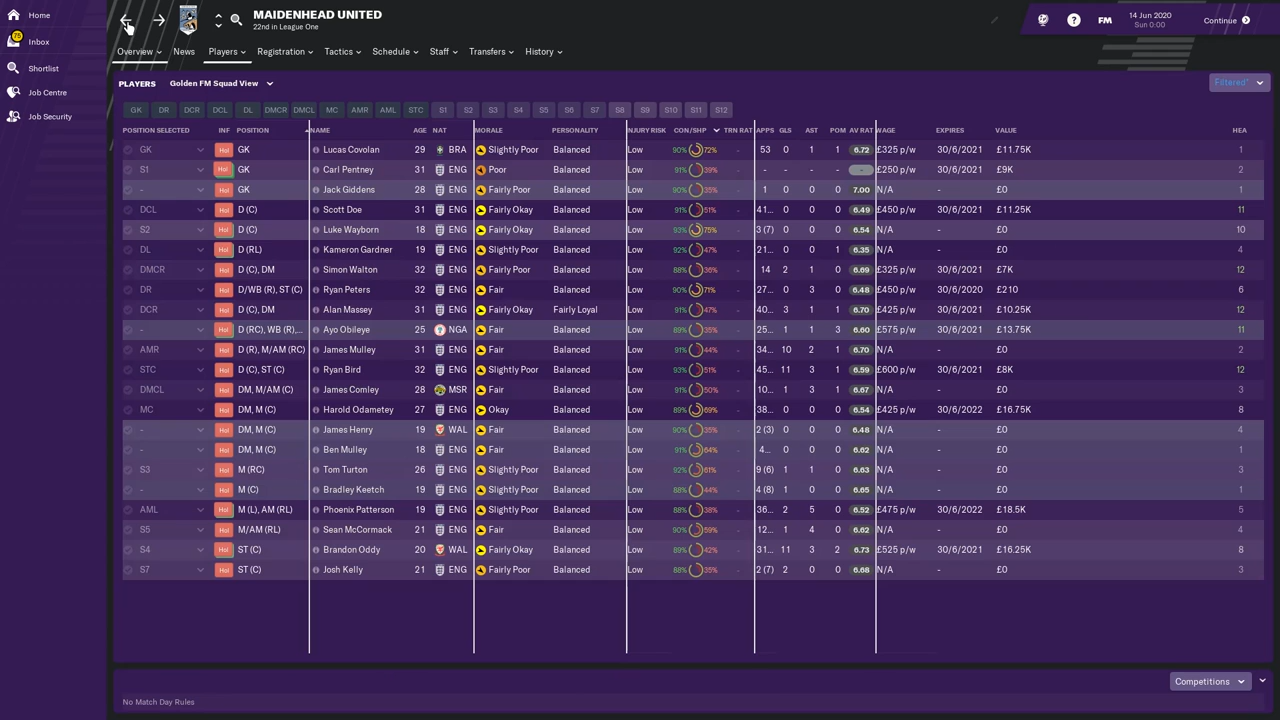 Home
75
Inbox
Shortlist
Job Centre
Job Security
MAIDENHEAD UNITED
22nd in League One
FM
14 Jun 2020
Sun 0:00
Continue
Overview News Players Registration Tactics Schedule Staff Transfers History
PLAYERS Golden FM Squad View Filtered*
GK DR DCR DCL DL DMCR DMCL MC AMR AML STC S1 S2 S3 S4 S5 S6 S7 S8 S9 S10 S11 S12
POSITION SELECTED INF POSITION NAME AGE NAT MORALE PERSONALITY INJURY RISK CON/SHP TRN RAT APPS GLS AST POM AV RAT WAGE EXPIRES VALUE HEA
GK Hol GK Lucas Covolan 29 BRA Slightly Poor Balanced Low 90% 72% - 53 0 1 1 6.72 £325 p/w 30/6/2021 £11.75K 1
S1 Hol GK Carl Pentney 31 ENG Poor Balanced Low 91% 39% - - - - - - £250 p/w 30/6/2021 £9K 2
- Hol GK Jack Giddens 28 ENG Fairly Poor Balanced Low 90% 35% - 1 0 0 0 7.00 N/A - £0 1
DCL Hol D (C) Scott Doe 31 ENG Fairly Okay Balanced Low 91% 51% - 41... 0 0 0 6.49 £450 p/w 30/6/2021 £11.25K 11
S2 Hol D (C) Luke Wayborn 18 ENG Fairly Okay Balanced Low 93% 75% - 3 (7) 0 0 0 6.54 N/A - £0 10
DL Hol D (RL) Kameron Gardner 19 ENG Slightly Poor Balanced Low 92% 47% - 21... 0 0 1 6.35 N/A - £0 4
DMCR Hol D (C), DM Simon Walton 32 ENG Fairly Poor Balanced Low 88% 36% - 14 2 1 0 6.69 £325 p/w 30/6/2021 £7K 12
DR Hol D/WB (R), ST (C) Ryan Peters 32 ENG Fair Balanced Low 90% 71% - 27... 0 3 0 6.48 £450 p/w 30/6/2020 £210 6
DCR Hol D (C), DM Alan Massey 31 ENG Fairly Okay Fairly Loyal Low 91% 47% - 40... 3 1 3 6.70 £425 p/w 30/6/2021 £10.25K 12
- Hol D (RC), WB (R),... Ayo Obileye 25 NGA Fair Balanced Low 89% 35% - 25... 1 1 3 6.60 £575 p/w 30/6/2021 £13.75K 11
AMR Hol D (R), M/AM (RC) James Mulley 31 ENG Fair Balanced Low 91% 44% - 34... 10 2 1 6.70 N/A - £0 2
STC Hol D (C), ST (C) Ryan Bird 32 ENG Fair Balanced Low 93% 51% - 45... 11 3 1 6.59 £600 p/w 30/6/2021 £8K 12
DMCL Hol DM, M/AM (C) James Comley 28 MSR Fair Balanced Low 91% 50% - 10... 1 3 1 6.67 N/A - £0 3
MC Hol DM, M (C) Harold Odametey 27 ENG Okay Balanced Low 89% 69% - 38... 0 0 0 6.54 £425 p/w 30/6/2022 £16.75K 8
- Hol DM, M (C) James Henry 19 WAL Fair Balanced Low 90% 35% - 2 (3) 0 0 0 6.48 N/A - £0 4
- Hol DM, M (C) Ben Mulley 18 ENG Fair Balanced Low 91% 64% - 4... 0 0 0 6.62 N/A - £0 1
S3 Hol M (RC) Tom Turton 26 ENG Slightly Poor Balanced Low 92% 61% - 9 (6) 1 1 0 6.63 N/A - £0 3
- Hol M (C) Bradley Keetch 19 ENG Slightly Poor Balanced Low 88% 44% - 4 (8) 1 0 0 6.65 N/A - £0 1
AML Hol M (L), AM (RL) Phoenix Patterson 19 ENG Slightly Poor Balanced Low 88% 38% - 36... 2 5 0 6.52 £475 p/w 30/6/2022 £18.5K 5
S5 Hol M/AM (RL) Sean McCormack 21 ENG Fair Balanced Low 90% 59% - 12... 1 4 0 6.62 N/A - £0 4
S4 Hol ST (C) Brandon Oddy 20 WAL Fairly Okay Balanced Low 89% 42% - 31... 11 3 2 6.73 £525 p/w 30/6/2021 £16.25K 8
S7 Hol ST (C) Josh Kelly 21 ENG Fairly Poor Balanced Low 88% 35% - 2 (7) 2 0 0 6.68 N/A - £0 3
Competitions
No Match Day Rules